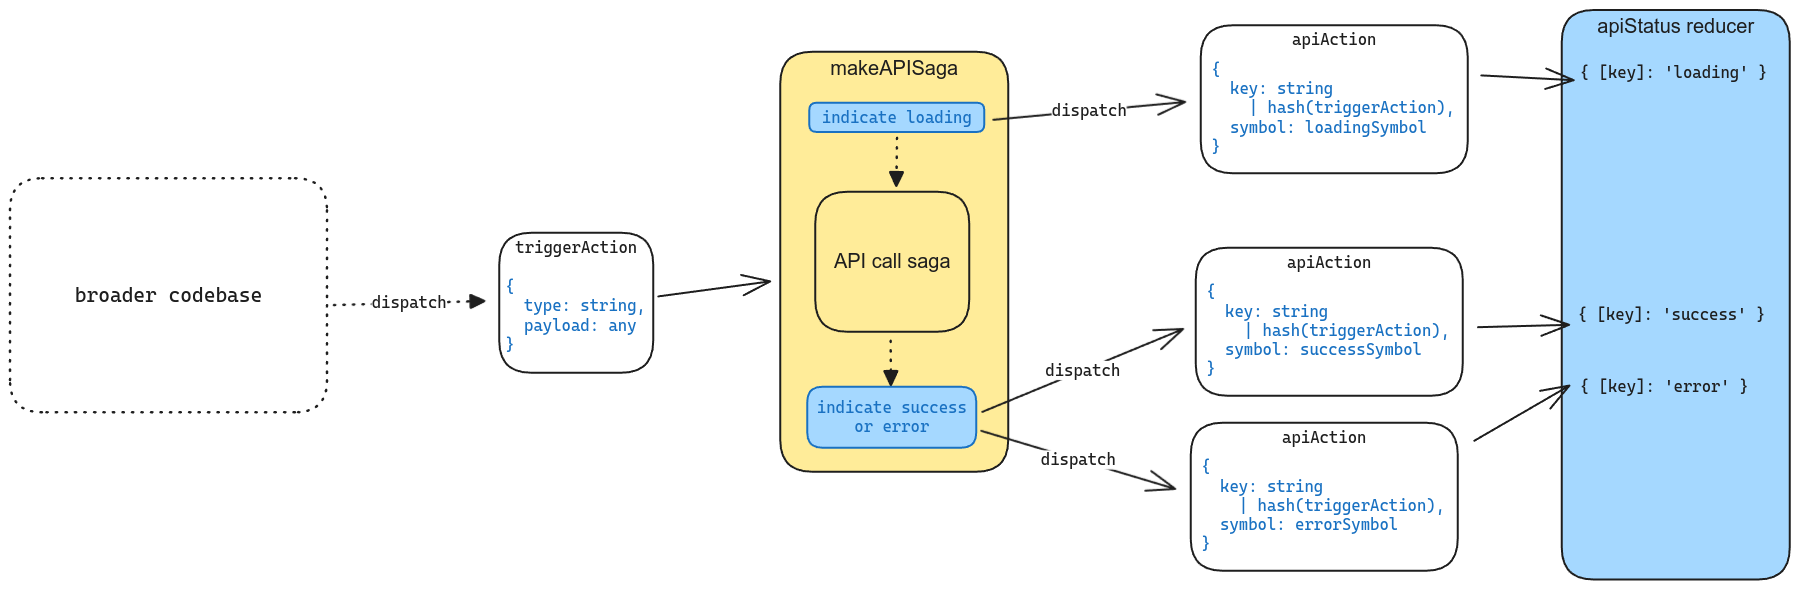 broader codebase
dispatch
triggerAction
{
  type: string,
  payload: any
}
makeAPISaga
indicate loading
API call saga
indicate success
or error
dispatch
apiAction
{
  key: string
    | hash(triggerAction),
  symbol: loadingSymbol
}
dispatch
apiAction
{
  key: string
    | hash(triggerAction),
  symbol: successSymbol
}
dispatch
apiAction
{
  key: string
    | hash(triggerAction),
  symbol: errorSymbol
}
apiStatus reducer
{ [key]: 'loading' }
{ [key]: 'success' }
{ [key]: 'error' }